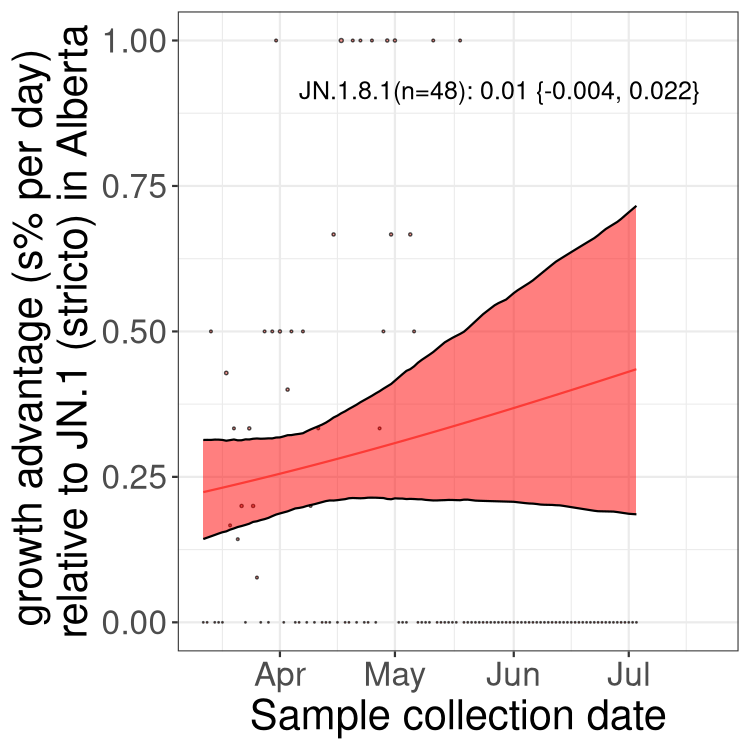 growth advantage (s% per day)
relative to JN.1 (stricto) in Alberta
1.00
0.75
0.50
0.25
0.00
JN.1.8.1(n=48): 0.01 {-0.004, 0.022}
Apr May Jun Jul
Sample collection date